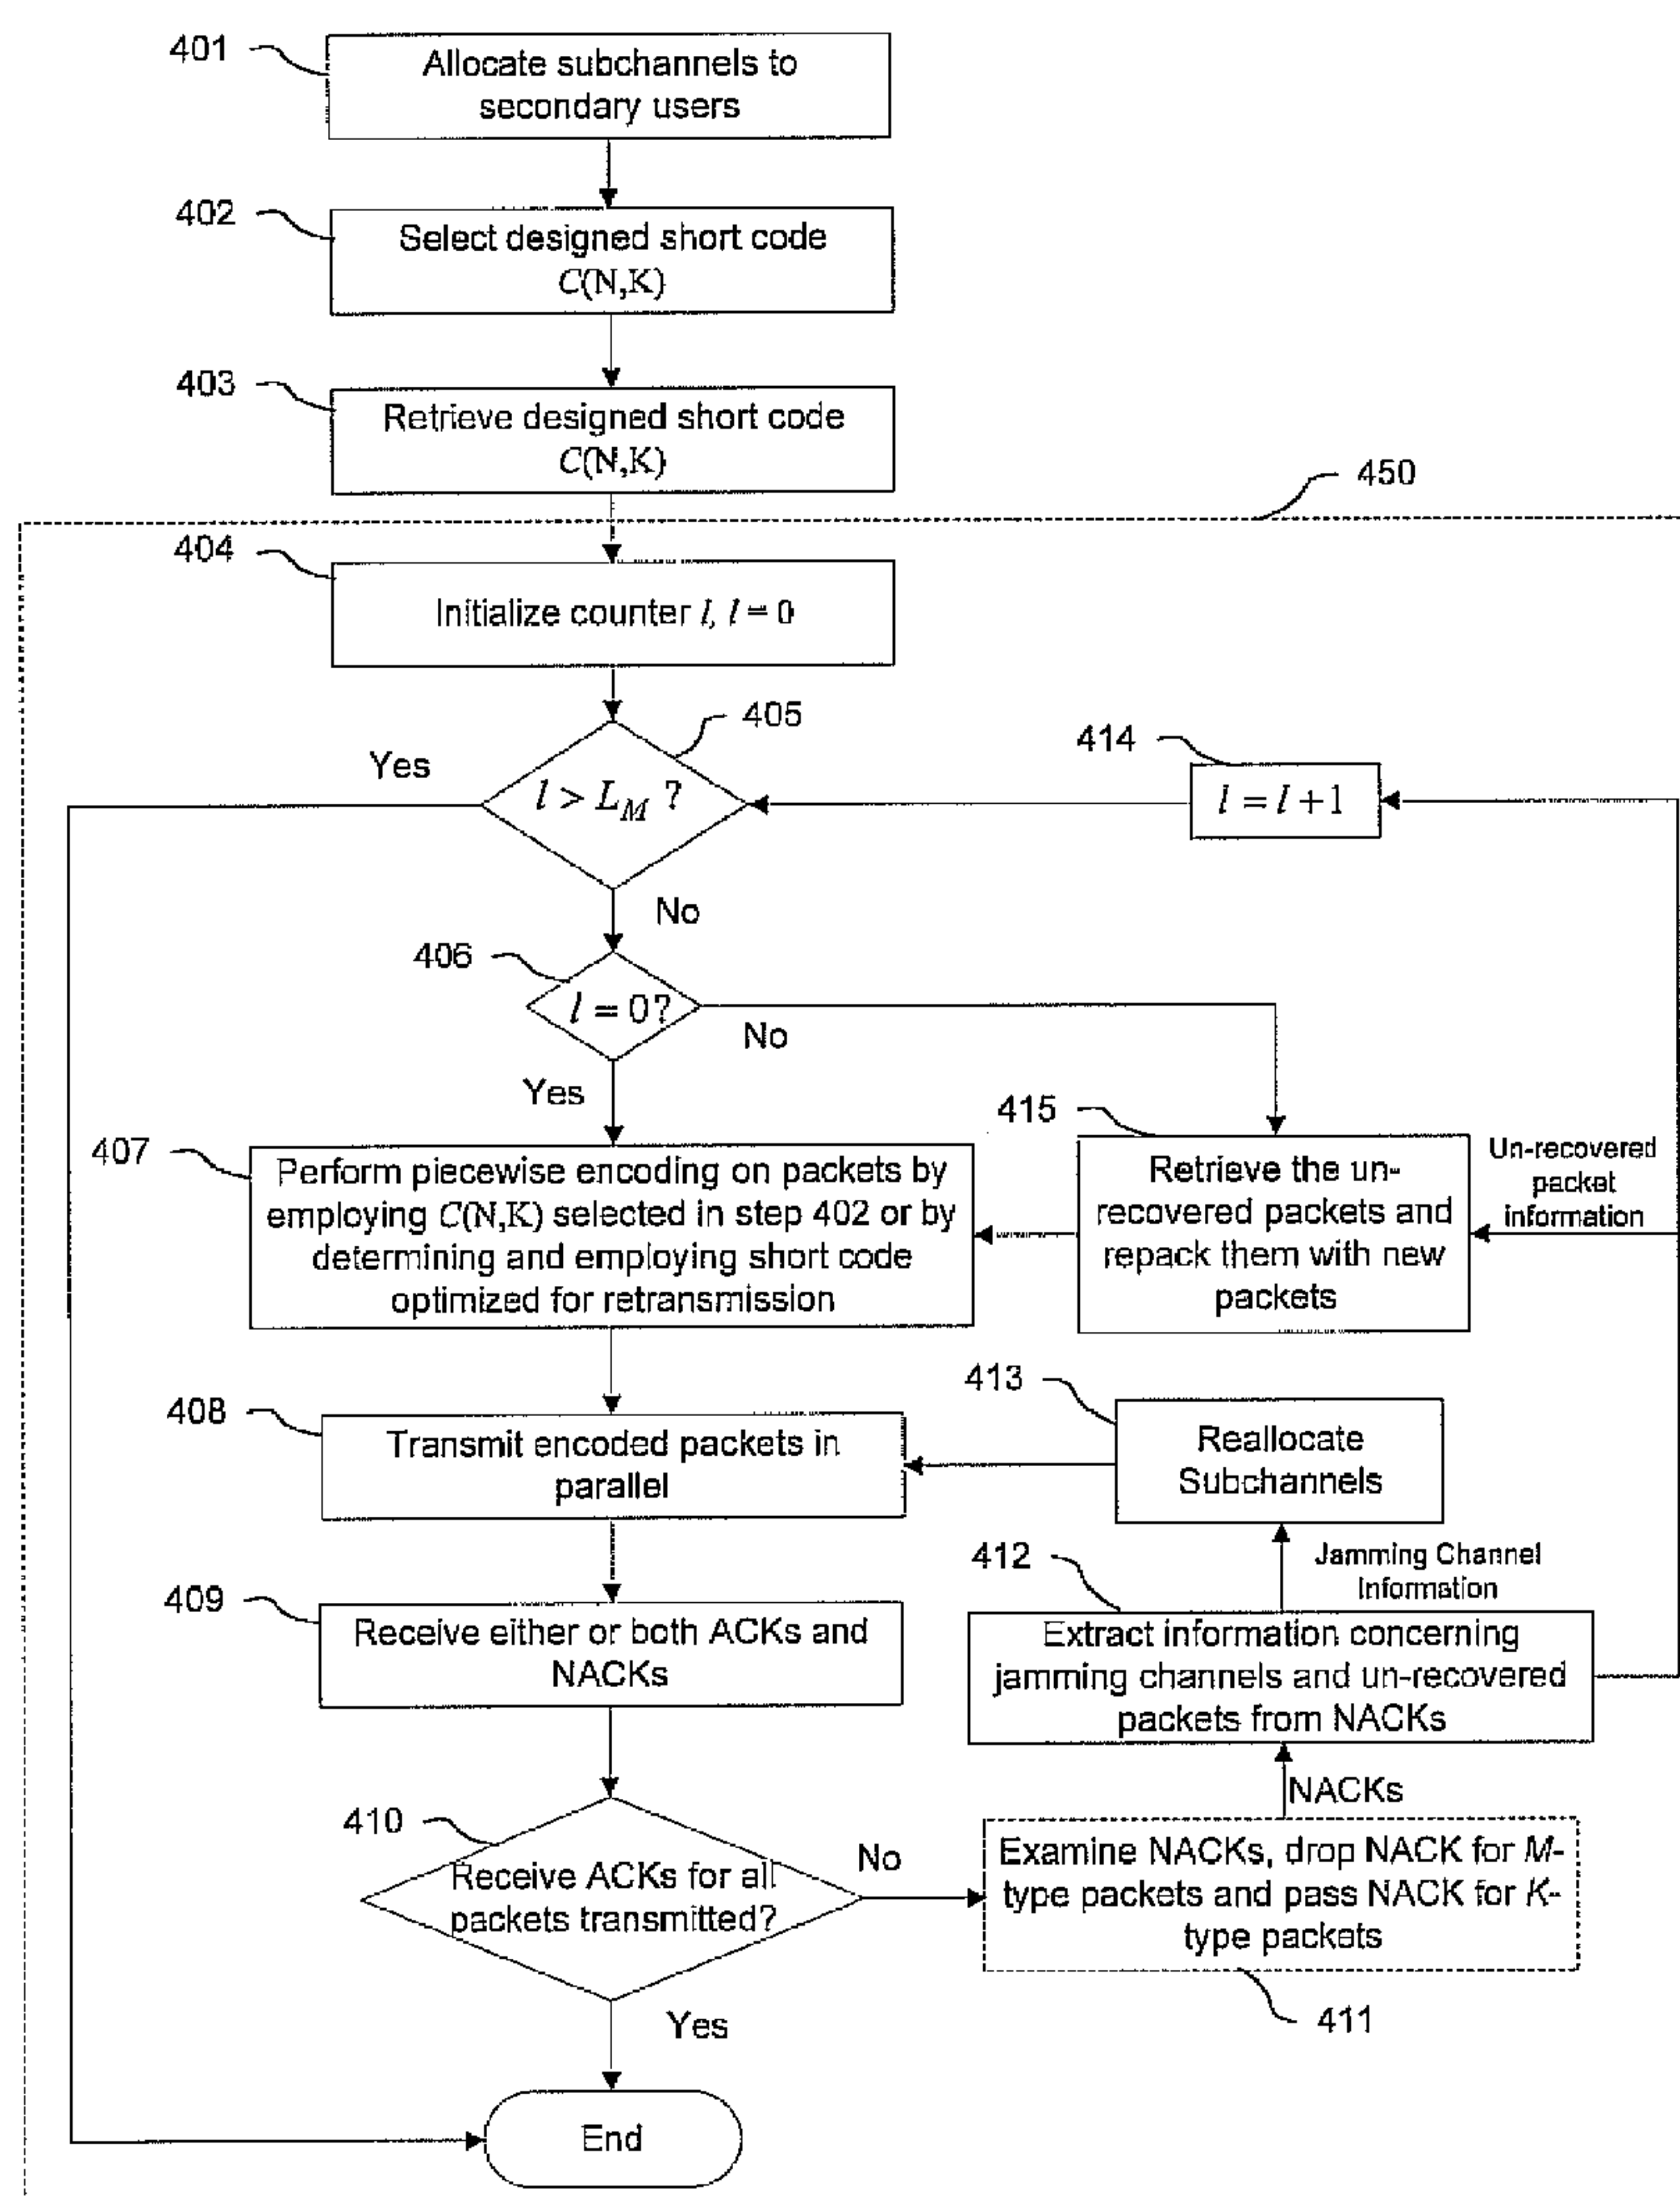 401
Allocate subchannels to
secondary users
402
Select designed short code
C(N,K)
403
Retrieve designed short code
C(N,K)
450
404
Initialize counter l, l = 0
405
Yes
l > L_M ?
414
l = l + 1
No
406
l = 0?
No
Yes
415
407
Perform piecewise encoding on packets by
employing C(N,K) selected in step 402 or by
determining and employing short code
optimized for retransmission
Retrieve the un-
recovered packets and
repack them with new
packets
Un-recovered
packet
information
413
408
Transmit encoded packets in
parallel
Reallocate
Subchannels
412
Jamming Channel
Information
409
Receive either or both ACKs and
NACKs
Extract information concerning
jamming channels and un-recovered
packets from NACKs
NACKs
410
Receive ACKs for all
packets transmitted?
No
Examine NACKs, drop NACK for M-
type packets and pass NACK for K-
type packets
411
Yes
End